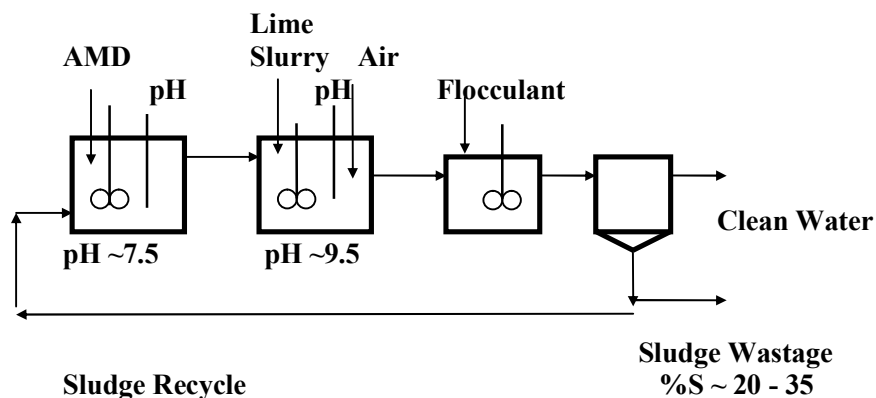 Lime
AMD Slurry Air
pH pH Flocculant
Clean Water
pH ~7.5 pH ~9.5
Sludge Wastage
Sludge Recycle %S ~ 20 - 35